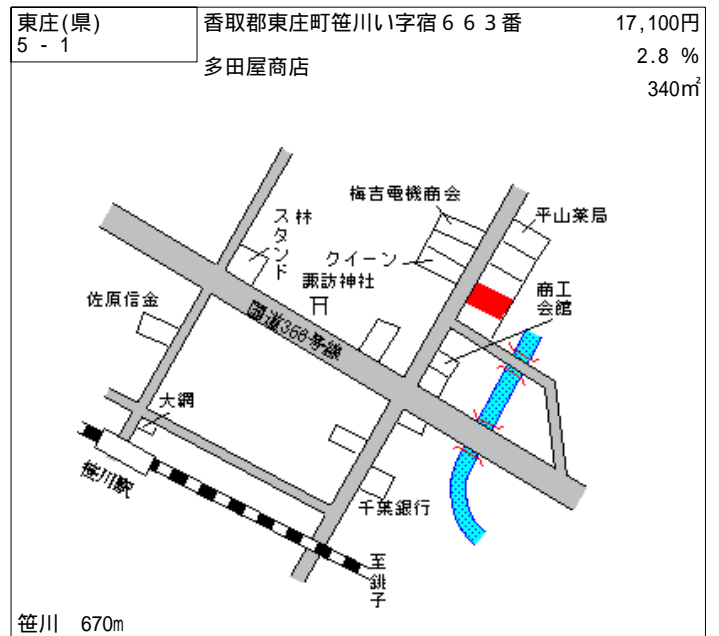 東庄(県)
5 - 1
香取郡東庄町笹川い字宿663番
多田屋商店
17,100円
2.8 %
340㎡
梅吉電機商会
平山薬局
林スタンド
クイーン
諏訪神社
商工会館
佐原信金
国道356号線
大網
笹川駅
千葉銀行
至銚子
笹川 670m